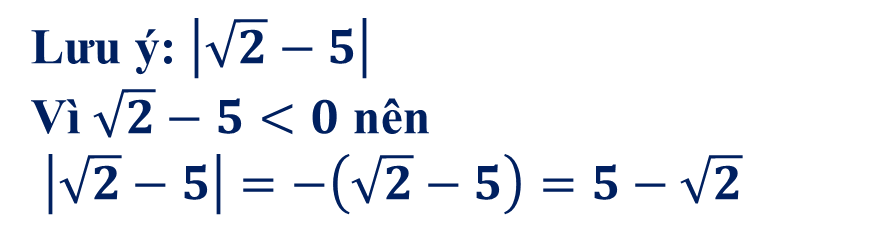 Lưu ý: |√2 − 5|
Vì √2 − 5 < 0 nên
|√2 − 5| = −(√2 − 5) = 5 − √2